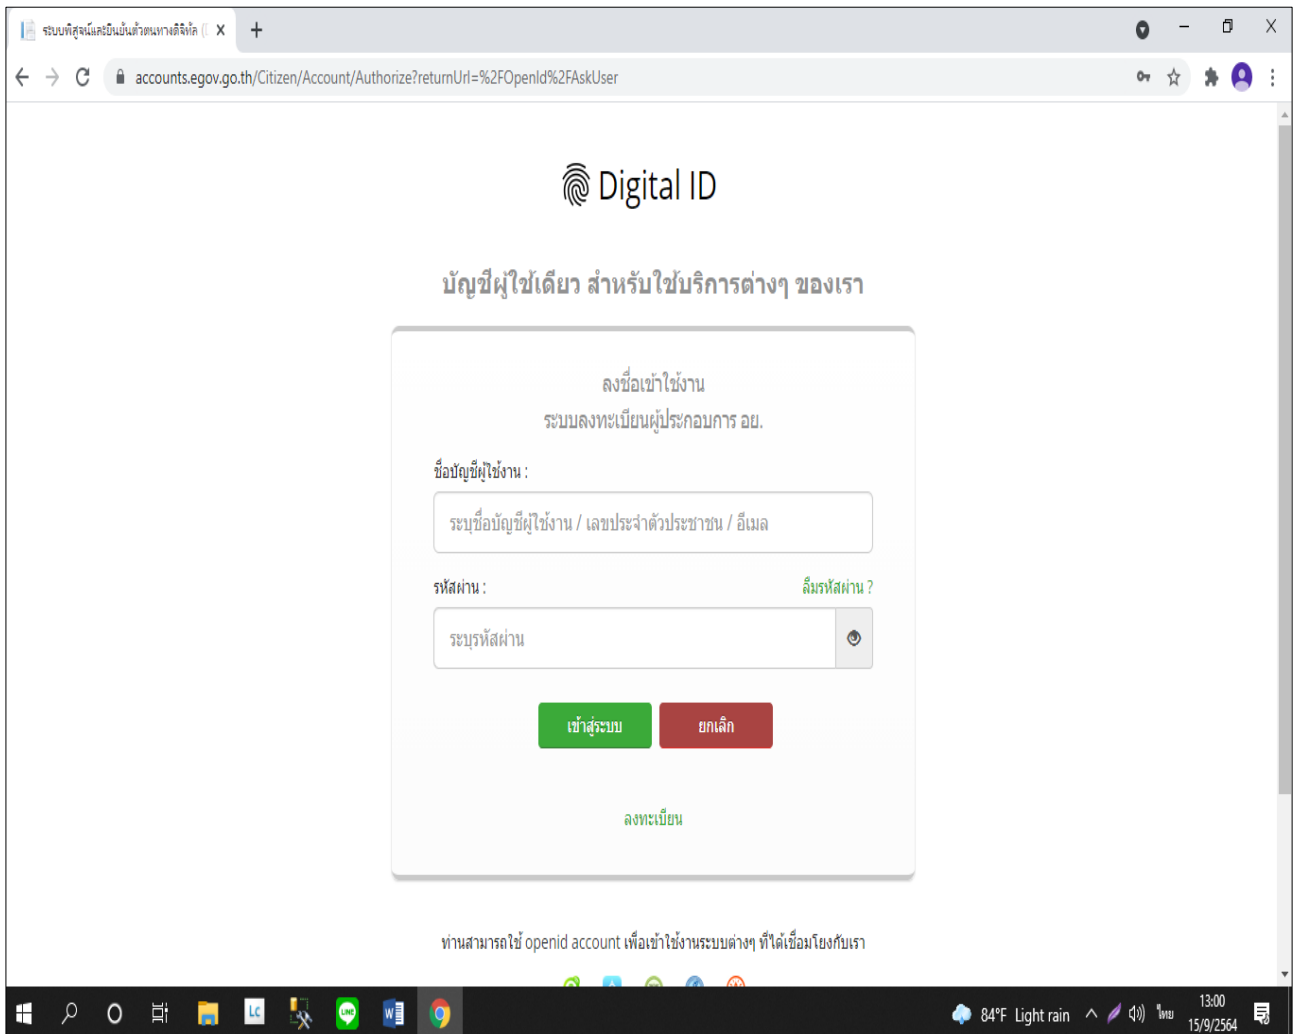 ระบบพิสูจน์และยืนยันตัวตนทางดิจิทัล (
accounts.egov.go.th/Citizen/Account/Authorize?returnUrl=%2FOpenId%2FAskUser
Digital ID
บัญชีผู้ใช้เดียว สำหรับใช้บริการต่างๆ ของเรา
ลงชื่อเข้าใช้งาน
ระบบลงทะเบียนผู้ประกอบการ อย.
ชื่อบัญชีผู้ใช้งาน :
ระบุชื่อบัญชีผู้ใช้งาน / เลขประจำตัวประชาชน / อีเมล
รหัสผ่าน : ลืมรหัสผ่าน ?
ระบุรหัสผ่าน
เข้าสู่ระบบ ยกเลิก
ลงทะเบียน
ท่านสามารถใช้ openid account เพื่อเข้าใช้งานระบบต่างๆ ที่ได้เชื่อมโยงกับเรา
LC LINE W 84°F Light rain ไทย 13:00
15/9/2564